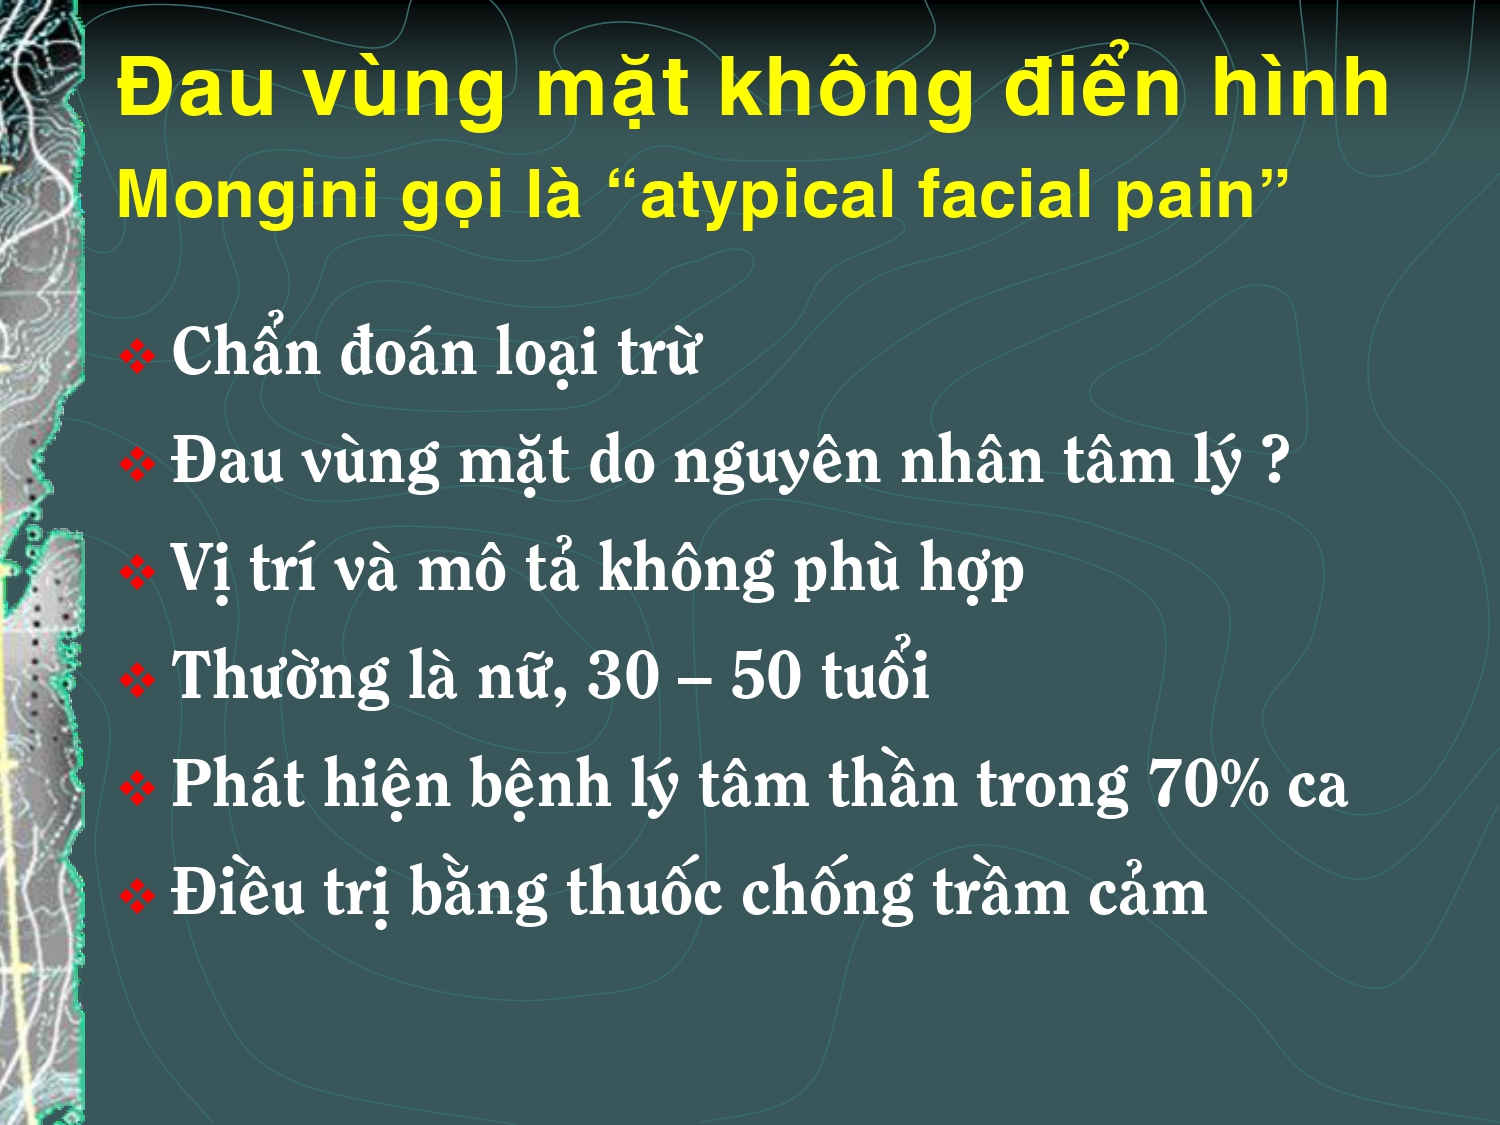 Đau vùng mặt không điển hình
Mongini gọi là “atypical facial pain”
Chẩn đoán loại trừ
Đau vùng mặt do nguyên nhân tâm lý ?
Vị trí và mô tả không phù hợp
Thường là nữ, 30 – 50 tuổi
Phát hiện bệnh lý tâm thần trong 70% ca
Điều trị bằng thuốc chống trầm cảm